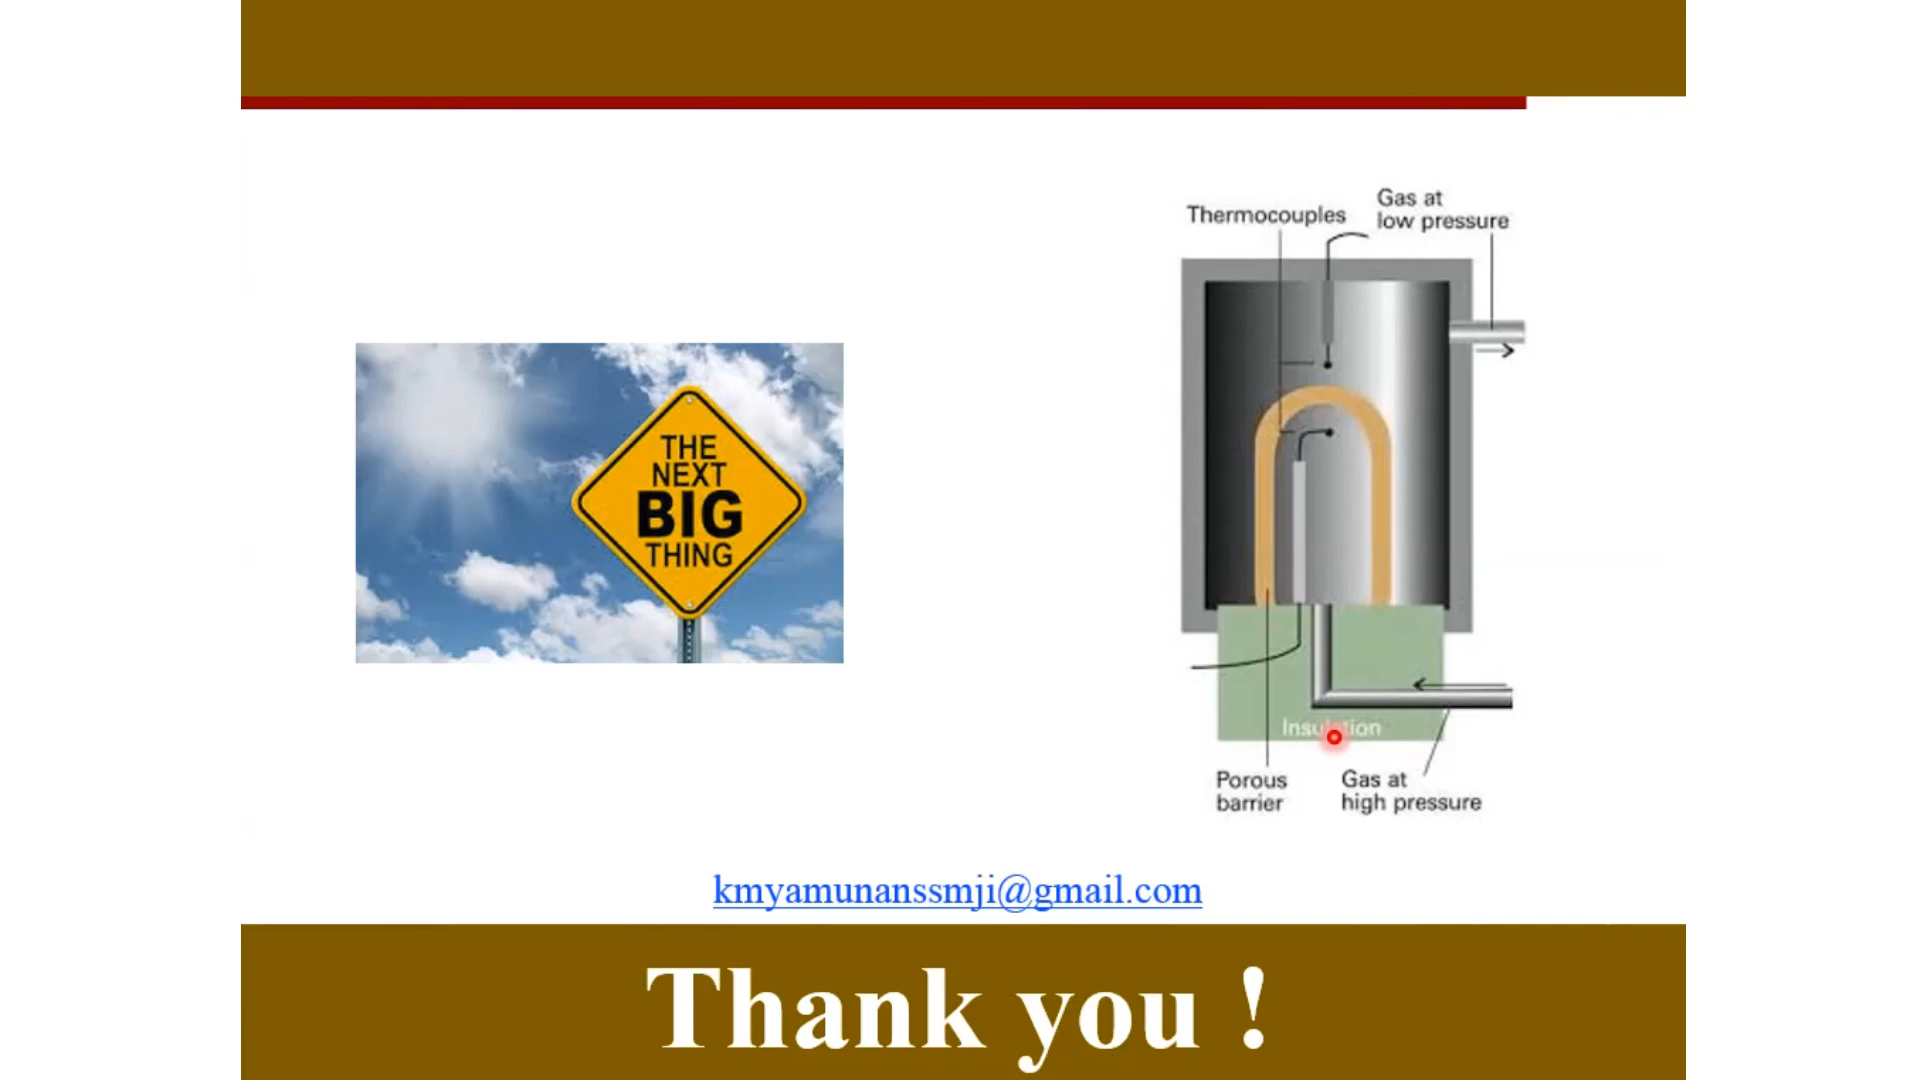 Thermocouples
Gas at
low pressure
THE
NEXT
BIG
THING
Insulation
Porous
barrier
Gas at
high pressure
kmyamunanssmji@gmail.com
Thank you !